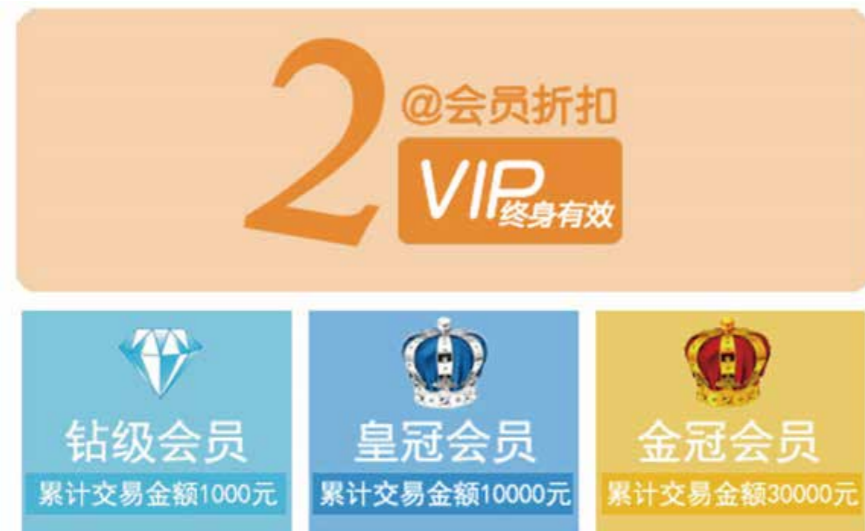 2
@会员折扣
VIP终身有效
钻级会员
累计交易金额1000元
皇冠会员
累计交易金额10000元
金冠会员
累计交易金额30000元